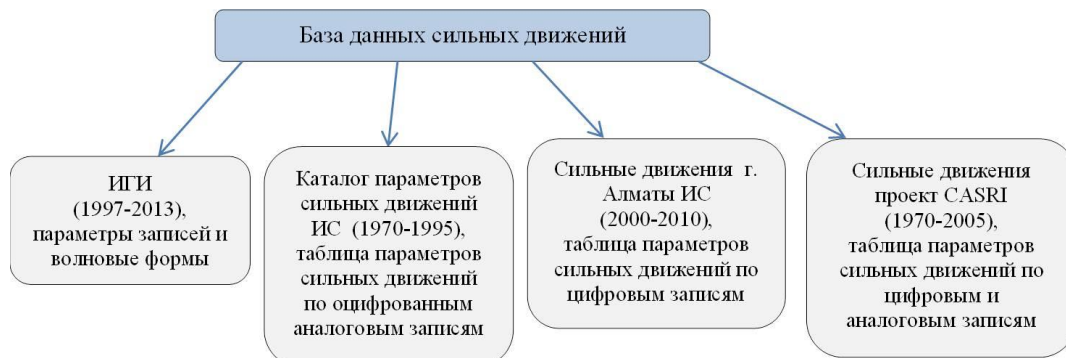 База данных сильных движений
ИГИ
(1997-2013),
параметры записей и
волновые формы
Каталог параметров
сильных движений
ИС (1970-1995),
таблица параметров
сильных движений
по оцифрованным
аналоговым записям
Сильные движения г.
Алматы ИС
(2000-2010),
таблица параметров
сильных движений по
цифровым записям
Сильные движения
проект CASRI
(1970-2005),
таблица параметров
сильных движений по
цифровым и
аналоговым записям